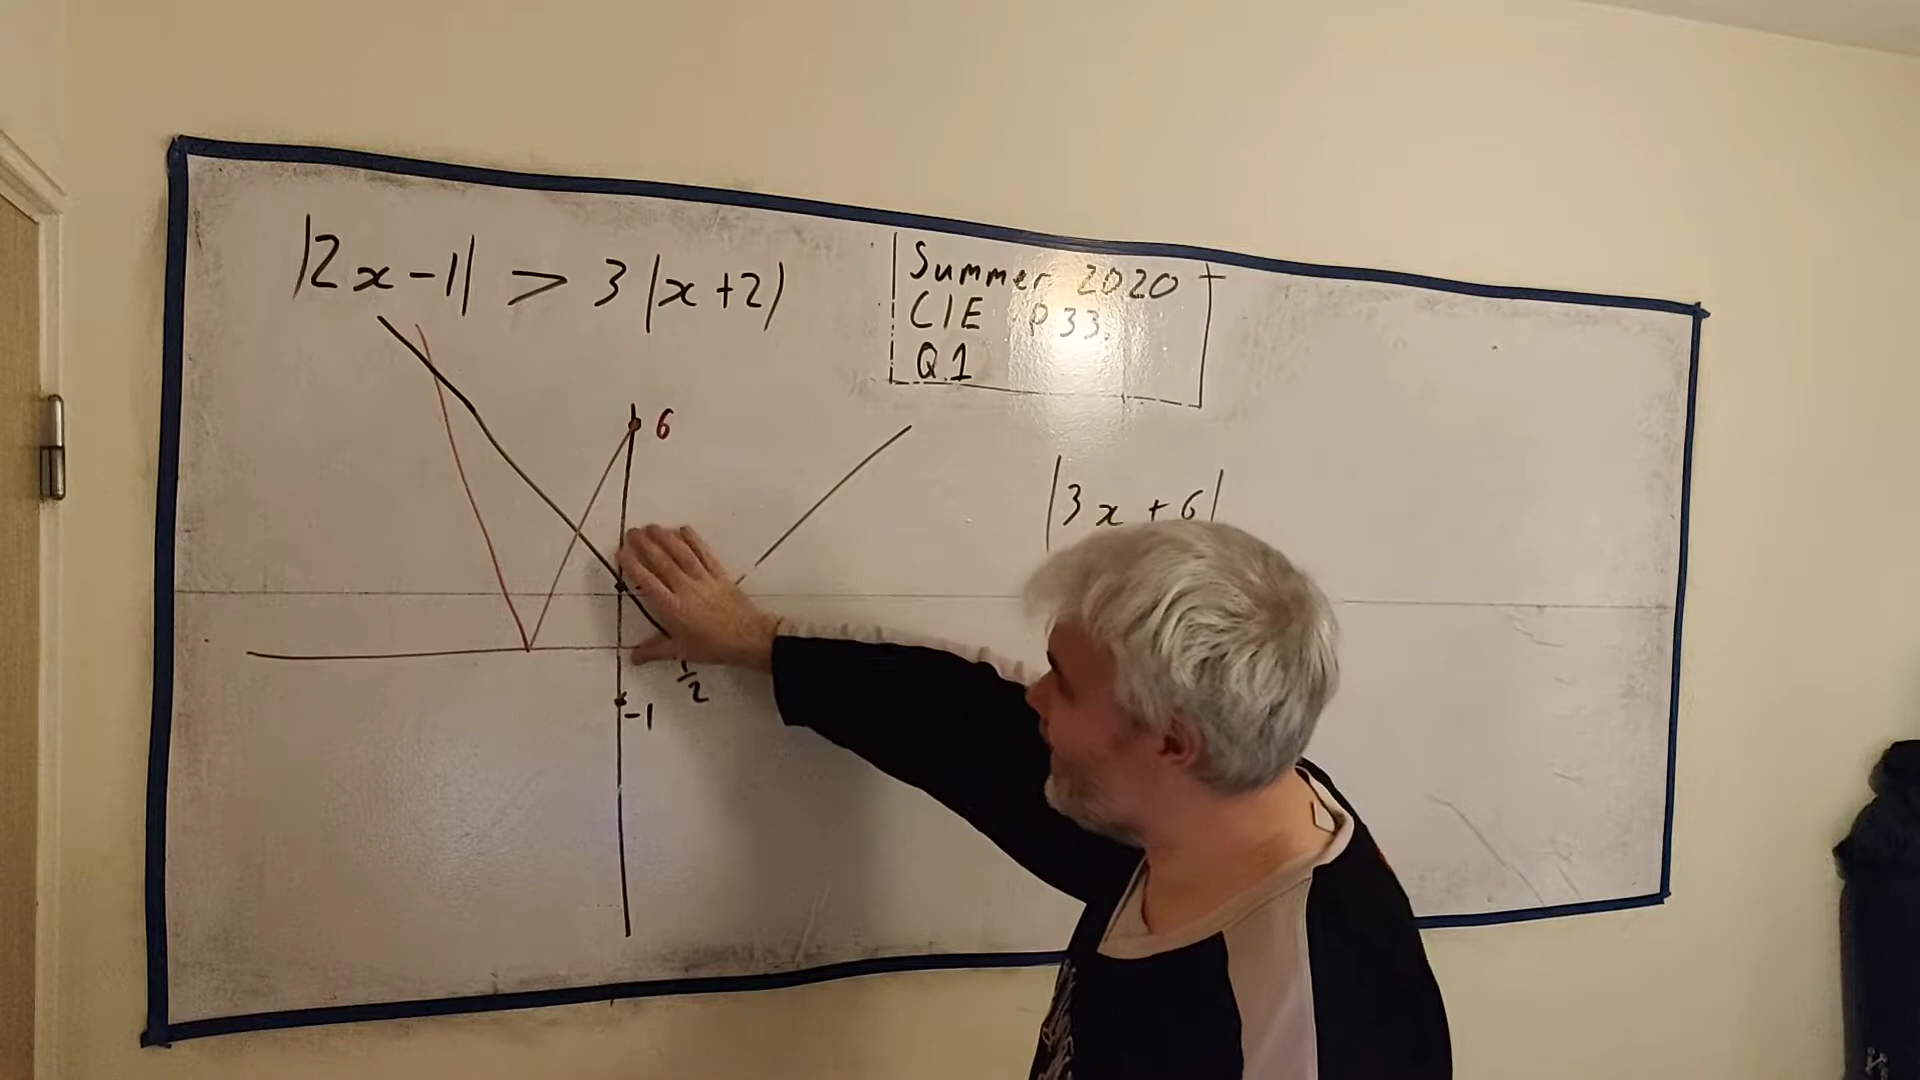 |2x-1| > 3|x+2|
Summer 2020
CIE P33
Q1
6
|3x+6|
1/2
-1